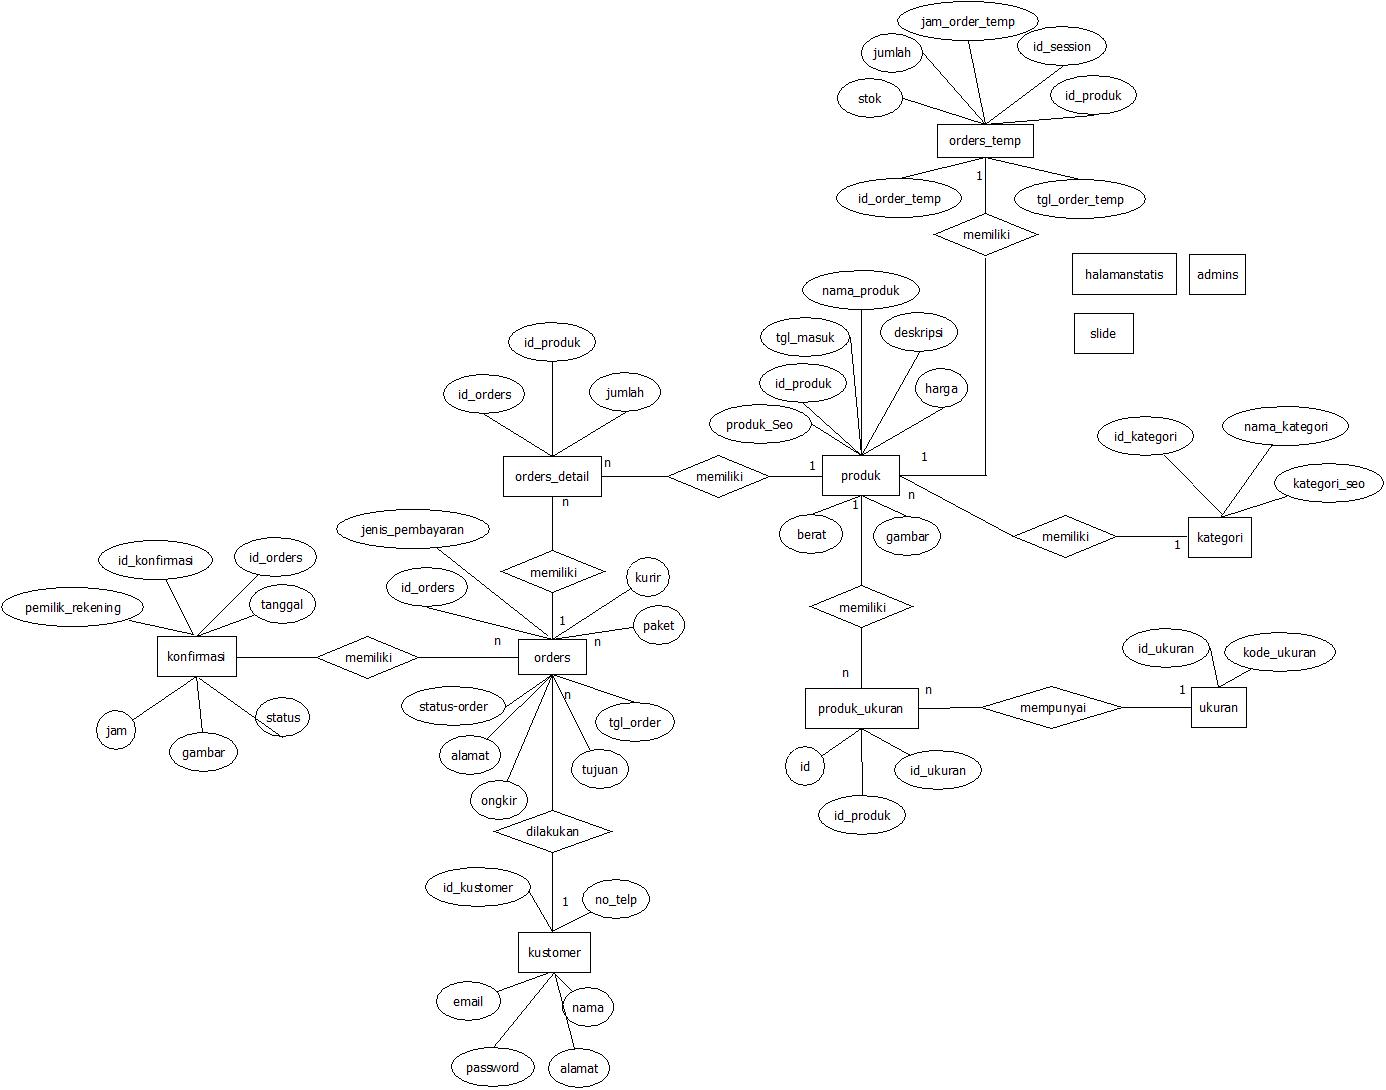 jam_order_temp
jumlah
id_session
stok
id_produk
orders_temp
1
id_order_temp
tgl_order_temp
memiliki
halamanstatis
admins
slide
nama_produk
tgl_masuk
deskripsi
id_produk
harga
produk_Seo
id_produk
id_orders
jumlah
orders_detail
n
memiliki
1
produk
1
n
1
berat
gambar
memiliki
1
kategori
id_kategori
nama_kategori
kategori_seo
n
jenis_pembayaran
memiliki
id_orders
kurir
paket
1
n
n
orders
id_konfirmasi
id_orders
pemilik_rekening
tanggal
konfirmasi
memiliki
jam
gambar
status
status-order
n
tgl_order
alamat
tujuan
ongkir
dilakukan
memiliki
n
produk_ukuran
n
mempunyai
1
ukuran
id_ukuran
kode_ukuran
id
id_ukuran
id_produk
id_kustomer
1
no_telp
kustomer
email
nama
password
alamat